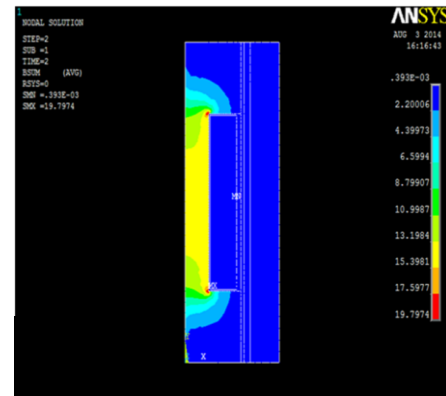 1
NODAL SOLUTION
STEP=2
SUB =1
TIME=2
BSUM (AVG)
RSYS=0
SMN =.393E-03
SMX =19.7974
ANSYS
AUG 3 2014
16:16:43
.393E-03
2.20006
4.39973
6.5994
8.79907
10.9987
13.1984
15.3981
17.5977
19.7974
MN
MX
X